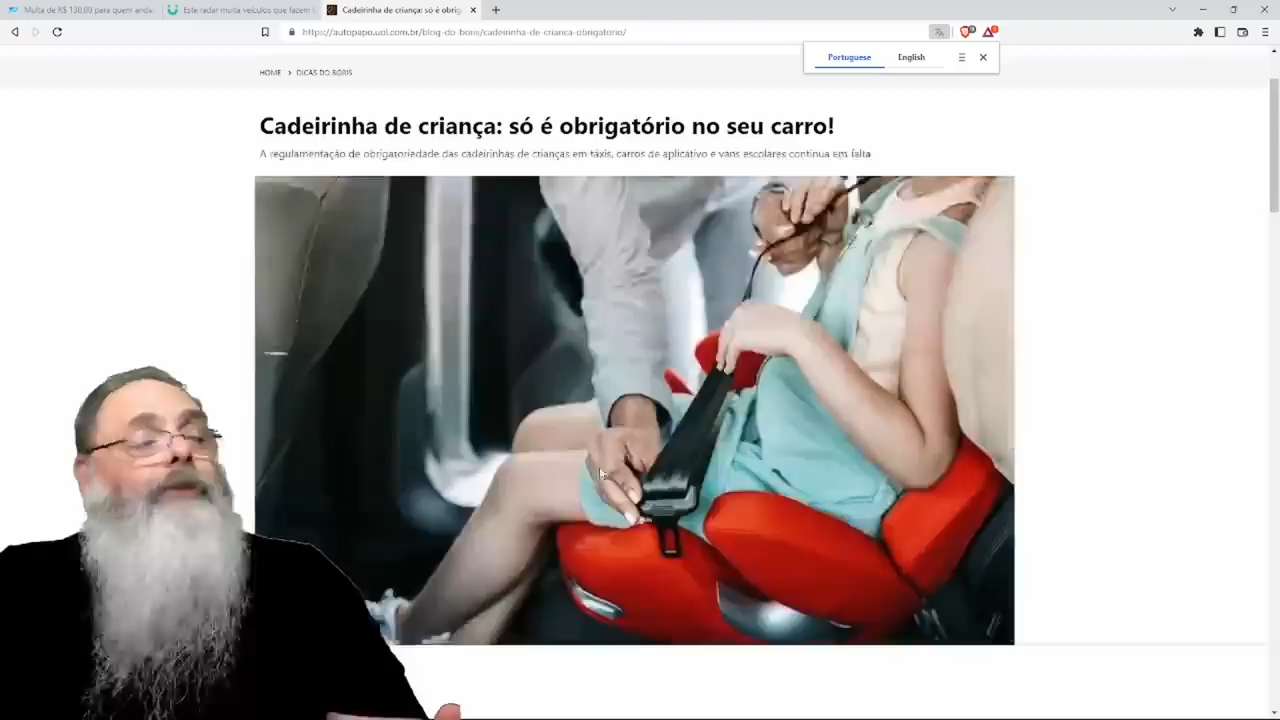 Multa de R$ 130,00 para quem andar
Este radar multa veículos que fazem
Cadeirinha de criança: só é obrig
https://autopapo.uol.com.br/blog-do-boris/cadeirinha-de-crianca-obrigatorio/
Portuguese English
HOME > DICAS DO BORIS
Cadeirinha de criança: só é obrigatório no seu carro!
A regulamentação de obrigatoriedade das cadeirinhas de crianças em táxis, carros de aplicativo e vans escolares continua em falta